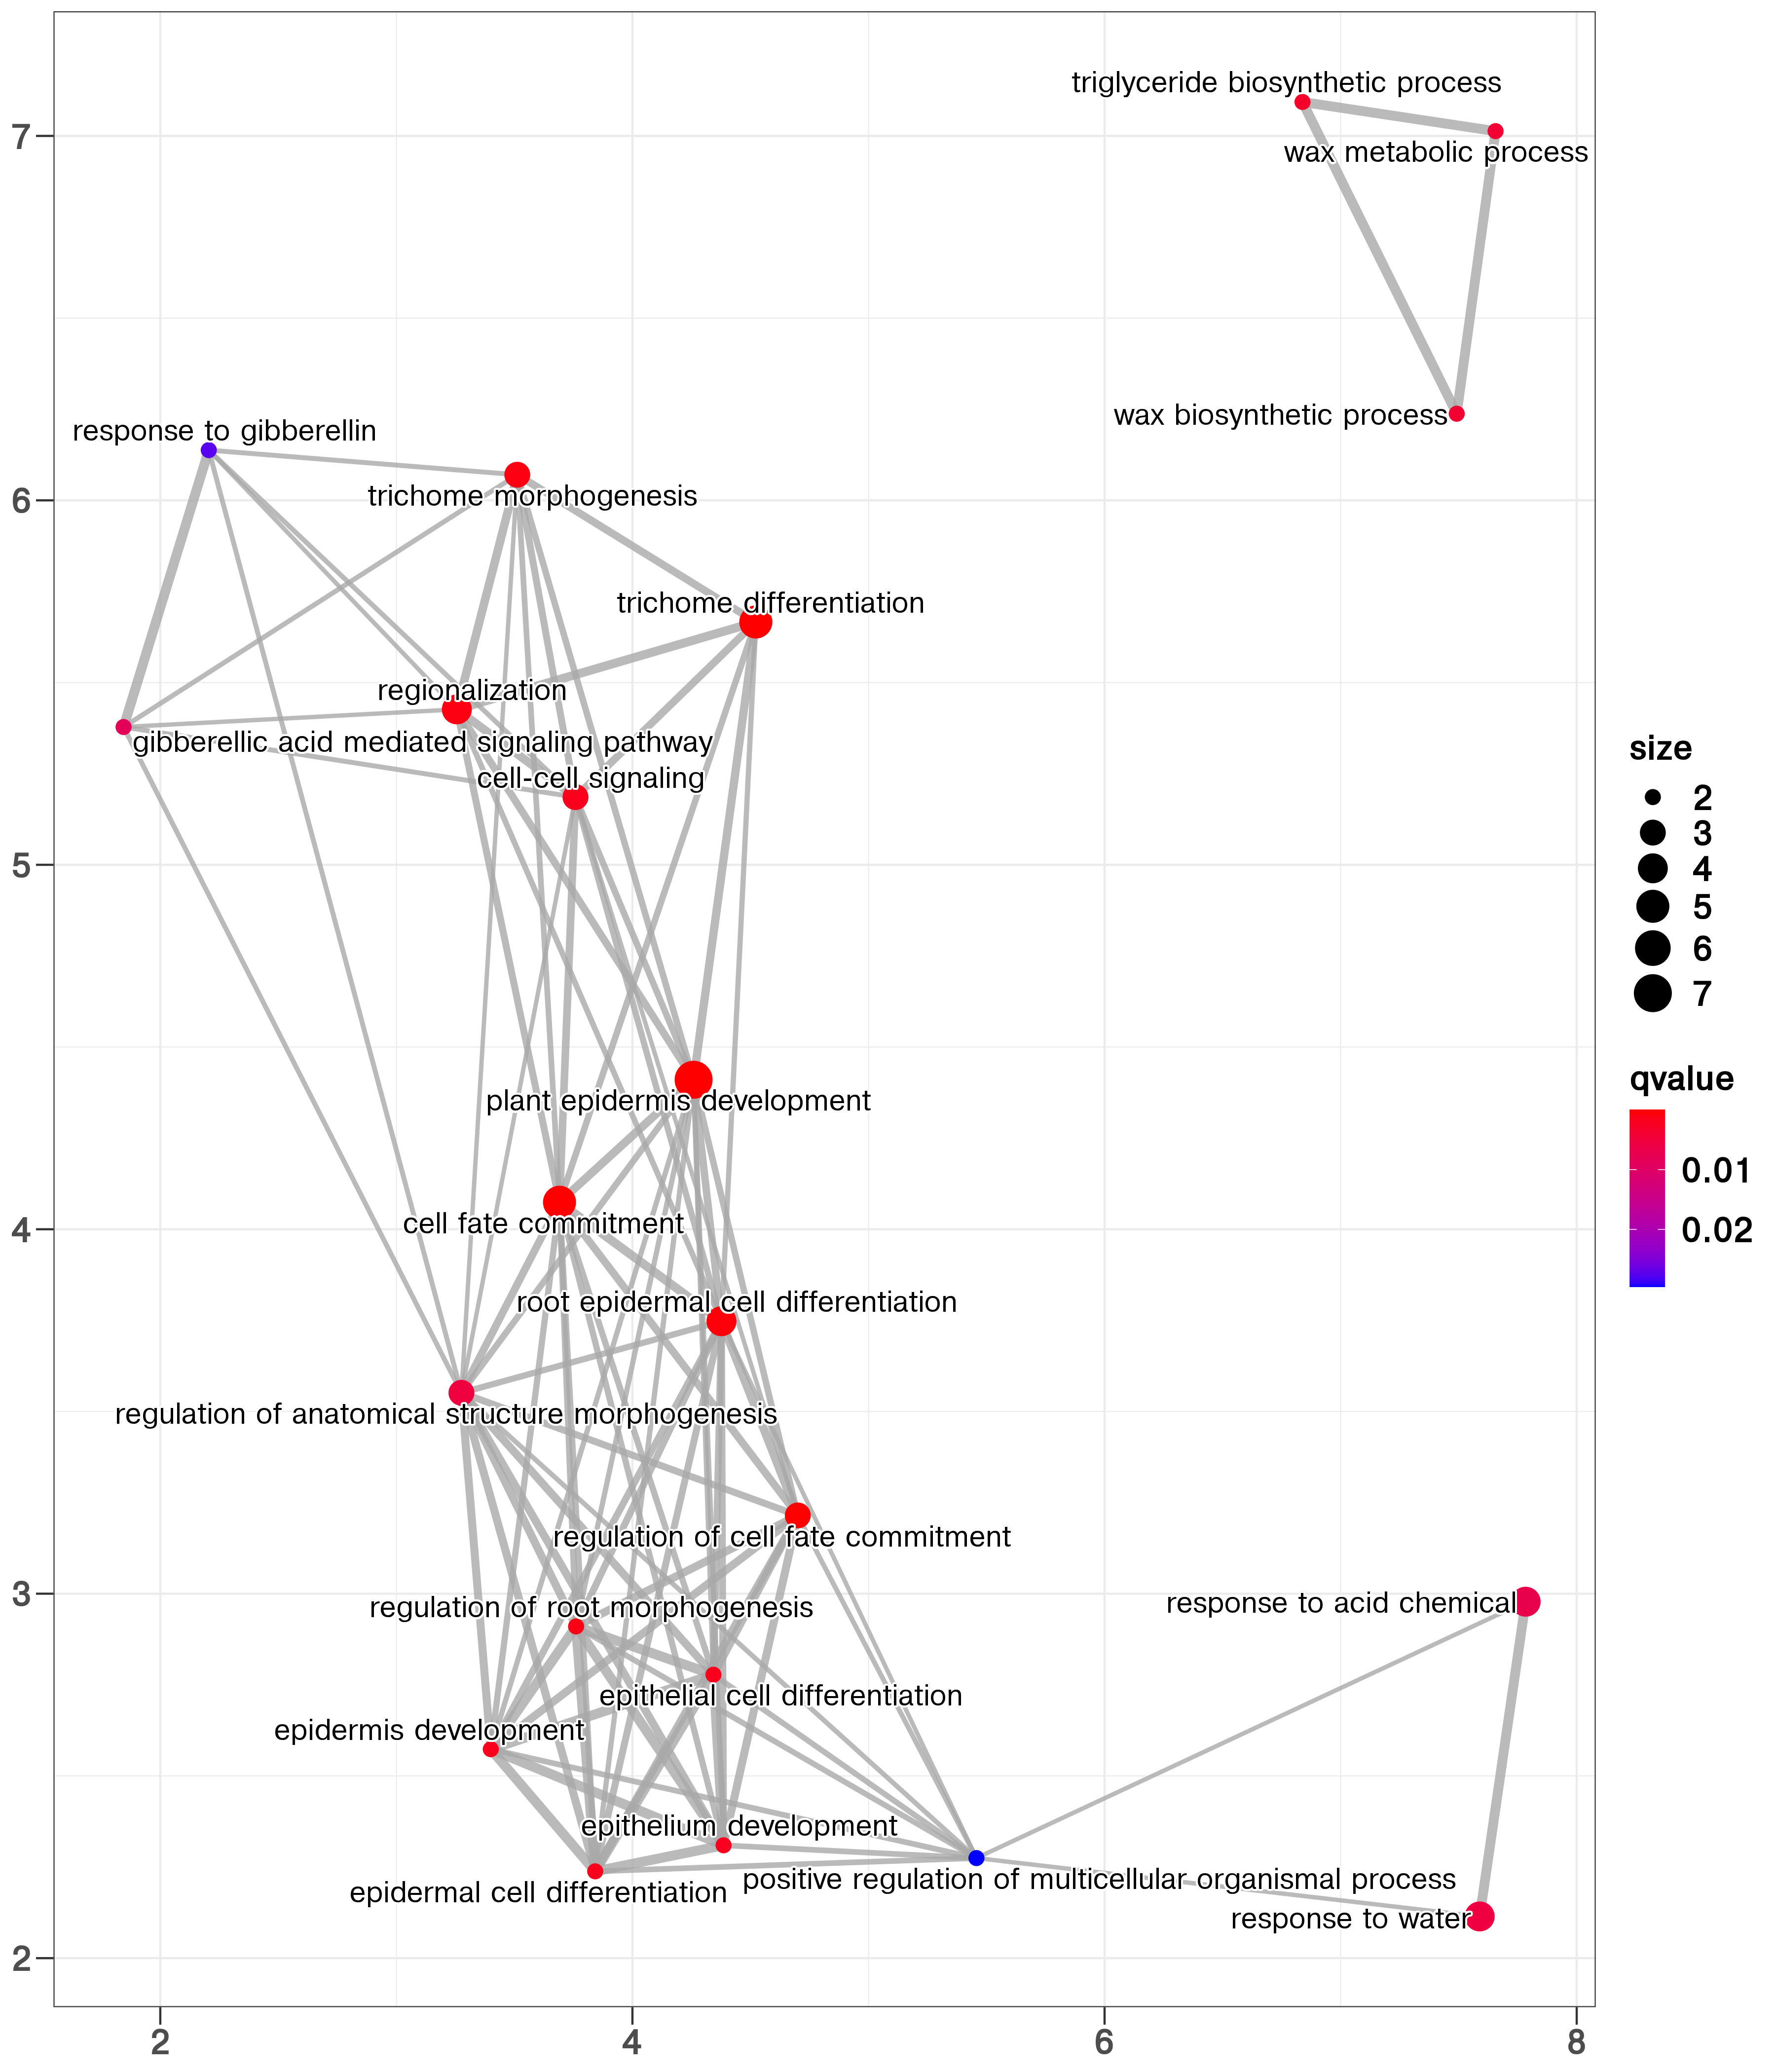 triglyceride biosynthetic process
7
wax metabolic process
wax biosynthetic process
response to gibberellin
6
trichome morphogenesis
trichome differentiation
regionalization
gibberellic acid mediated signaling pathway
cell-cell signaling
5
plant epidermis development
4
cell fate commitment
root epidermal cell differentiation
regulation of anatomical structure morphogenesis
regulation of cell fate commitment
3
response to acid chemical
regulation of root morphogenesis
epithelial cell differentiation
epidermis development
epithelium development
positive regulation of multicellular organismal process
epidermal cell differentiation
response to water
2
2 4 6 8
size
2
3
4
5
6
7
qvalue
0.01
0.02